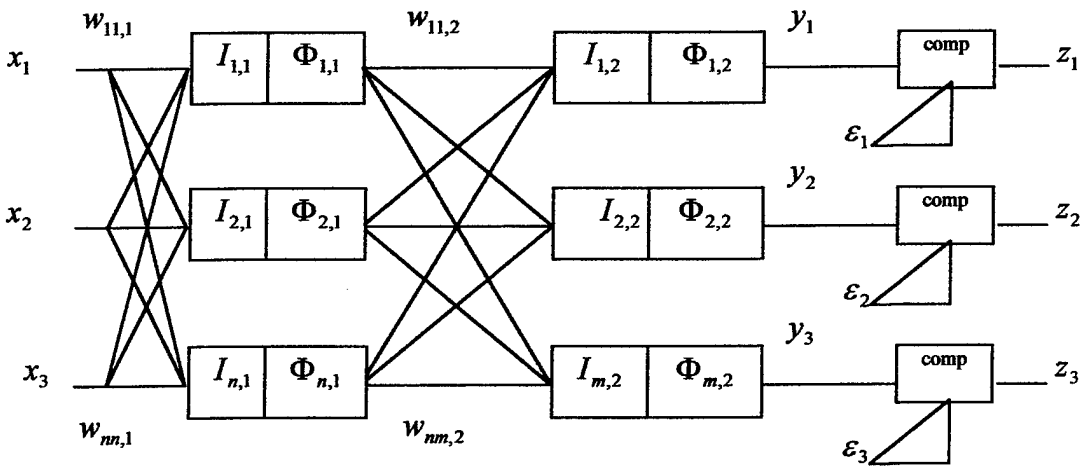 w₁₁,₁ w₁₁,₂ y₁
x₁ I₁,₁ Φ₁,₁ I₁,₂ Φ₁,₂ comp z₁
ε₁
x₂ I₂,₁ Φ₂,₁ I₂,₂ Φ₂,₂ y₂ comp z₂
ε₂
x₃ Iₙ,₁ Φₙ,₁ Iₘ,₂ Φₘ,₂ y₃ comp z₃
wₙₙ,₁ wₙₘ,₂ ε₃